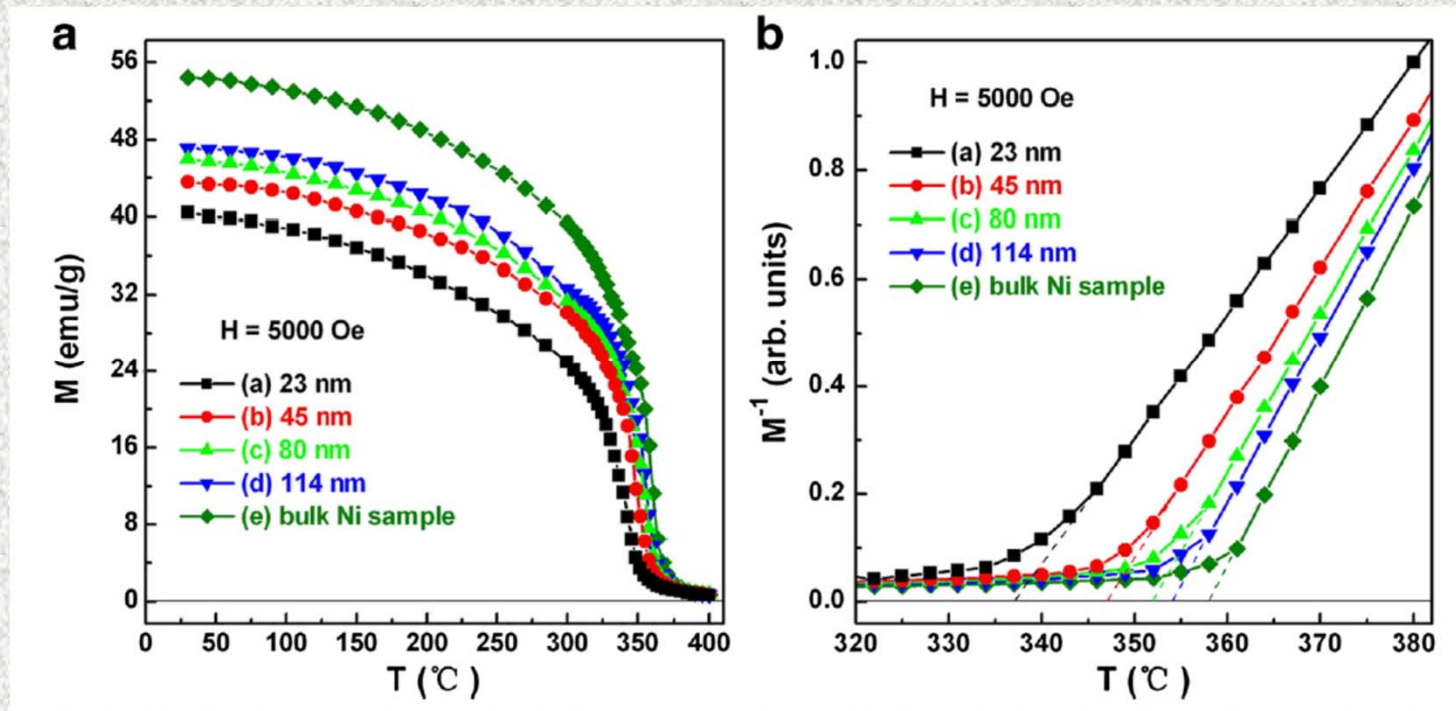 a
M (emu/g)
56
48
40
32
24
16
8
0
H = 5000 Oe
(a) 23 nm
(b) 45 nm
(c) 80 nm
(d) 114 nm
(e) bulk Ni sample
0 50 100 150 200 250 300 350 400
T (℃)
b
M⁻¹ (arb. units)
1.0
0.8
0.6
0.4
0.2
0.0
H = 5000 Oe
(a) 23 nm
(b) 45 nm
(c) 80 nm
(d) 114 nm
(e) bulk Ni sample
320 330 340 350 360 370 380
T (℃)